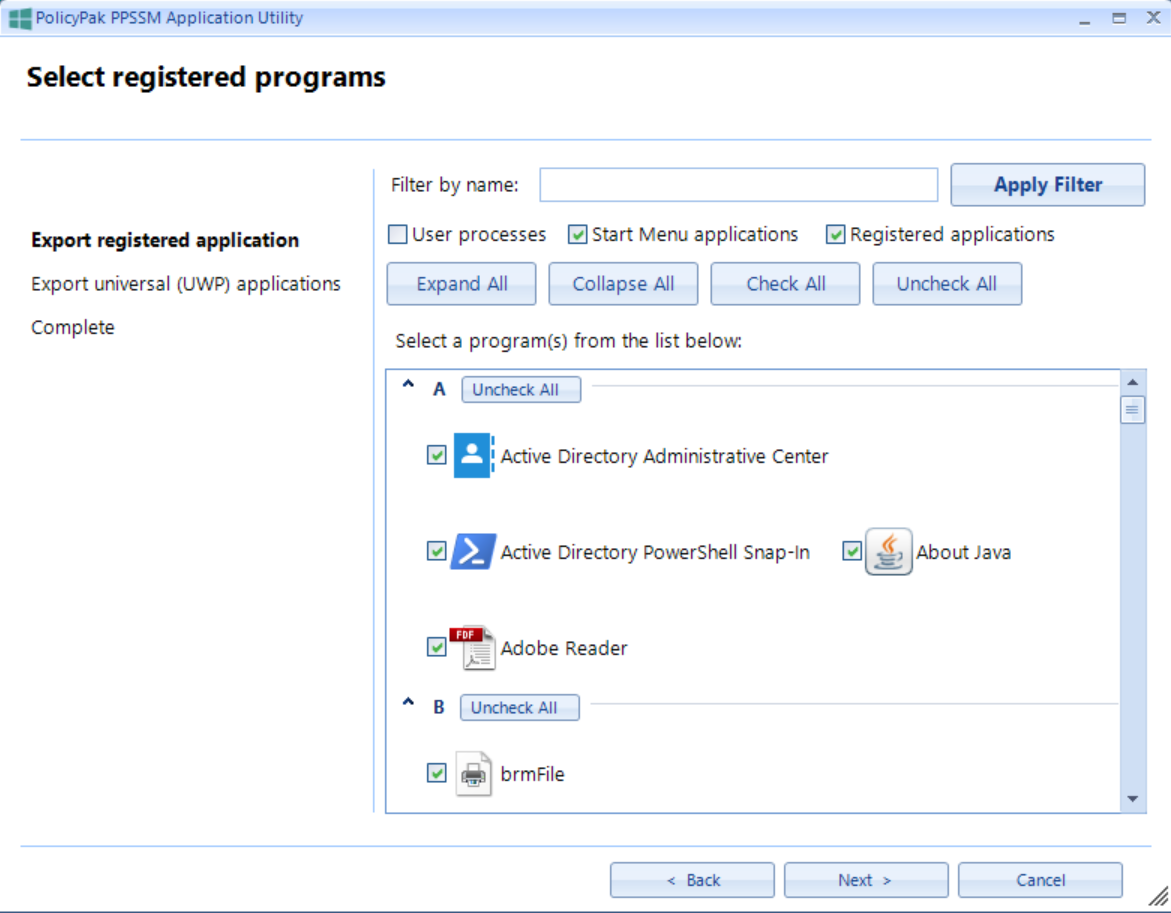 PolicyPak PPSSM Application Utility
Select registered programs
Export registered application
Export universal (UWP) applications
Complete
Filter by name:
Apply Filter
User processes Start Menu applications Registered applications
Expand All Collapse All Check All Uncheck All
Select a program(s) from the list below:
A Uncheck All
Active Directory Administrative Center
Active Directory PowerShell Snap-In About Java
PDF
Adobe Reader
B Uncheck All
brmFile
< Back Next > Cancel